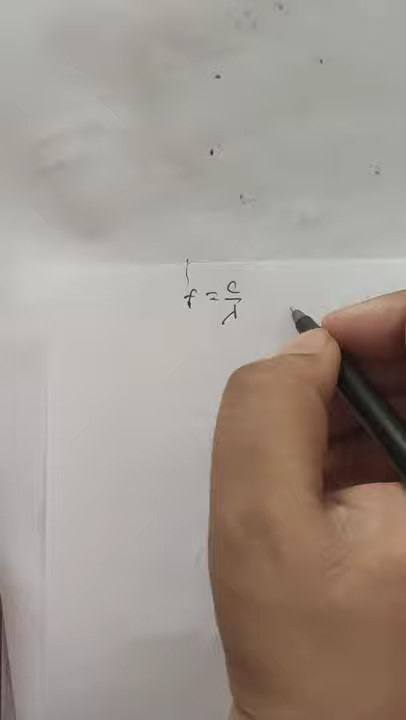 f = c/λ